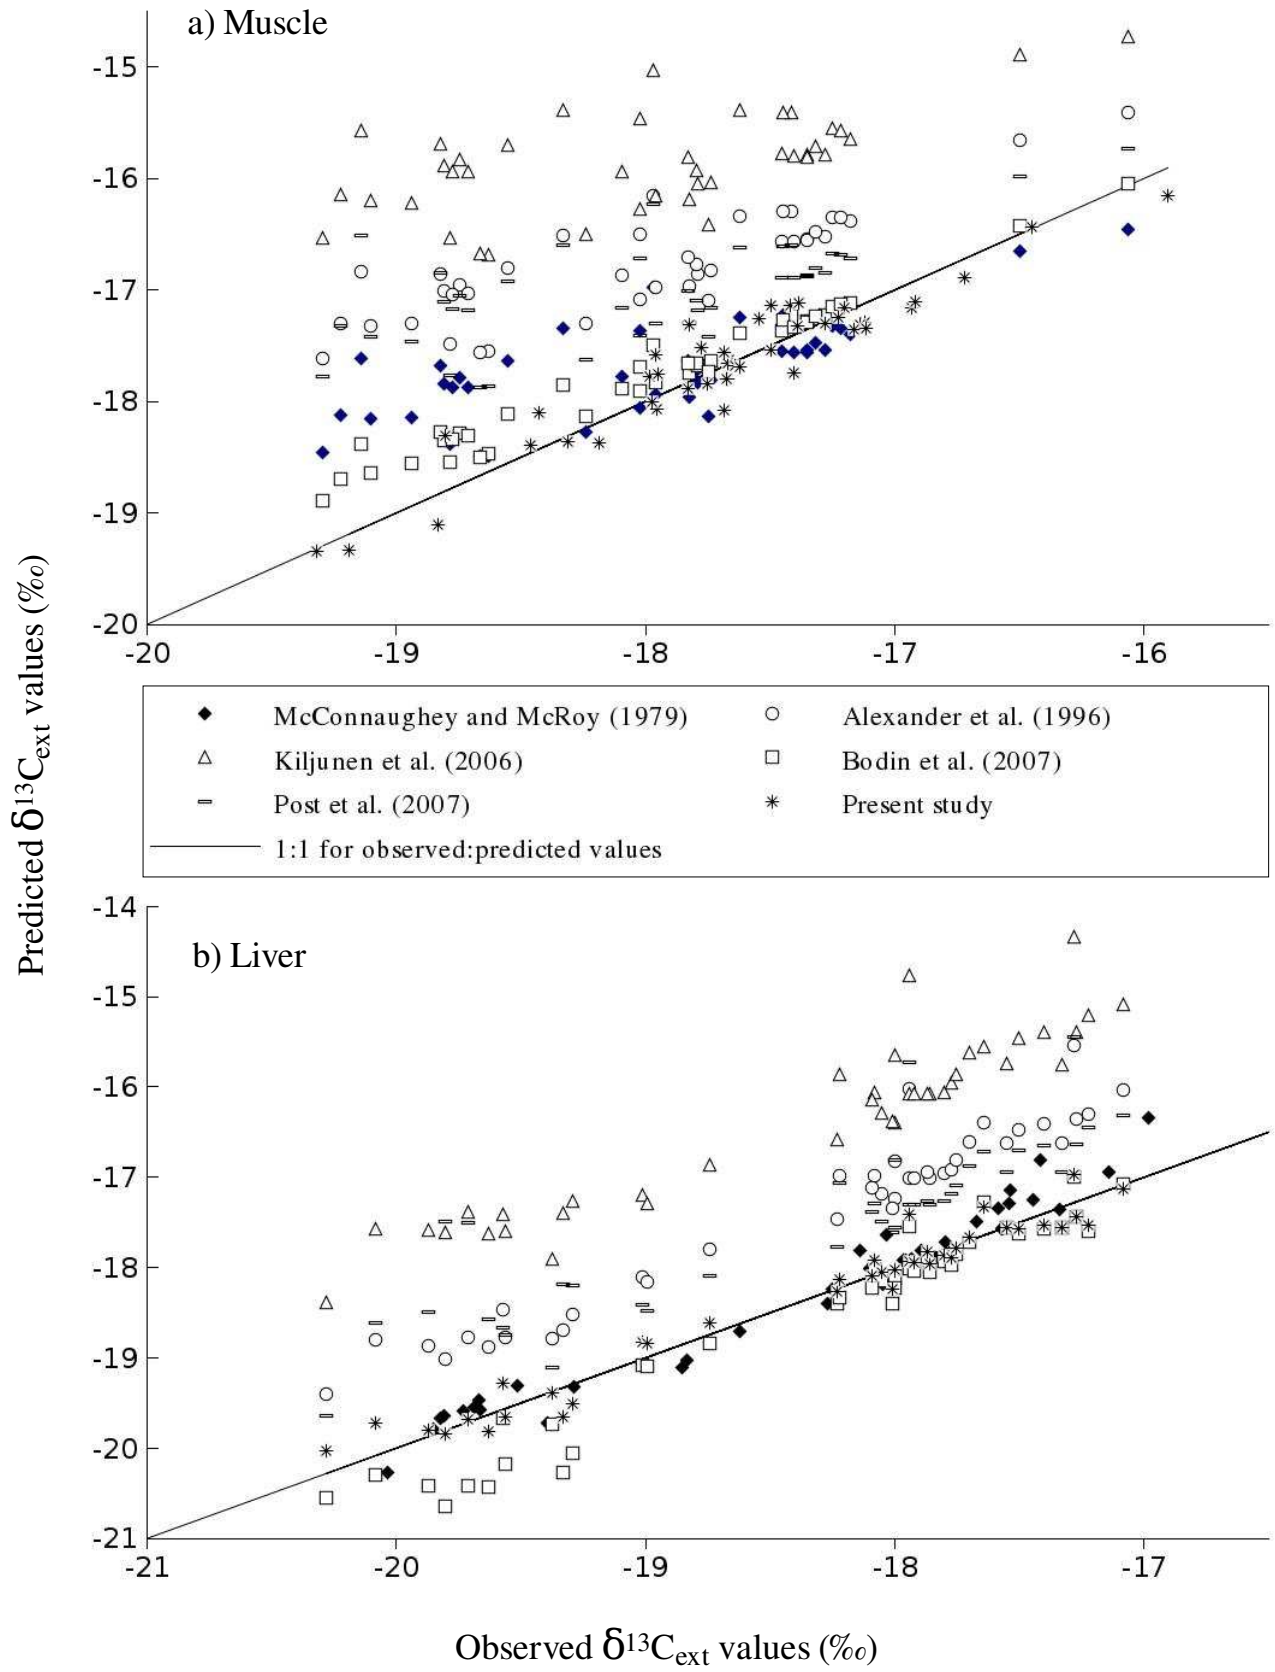 a) Muscle
-15
-16
-17
-18
-19
-20
-20 -19 -18 -17 -16
Predicted δ13Cext values (‰)
McConnaughey and McRoy (1979) Alexander et al. (1996)
Kiljunen et al. (2006) Bodin et al. (2007)
Post et al. (2007) Present study
1:1 for observed:predicted values
-14
b) Liver
-15
-16
-17
-18
-19
-20
-21
-21 -20 -19 -18 -17
Observed δ13Cext values (‰)